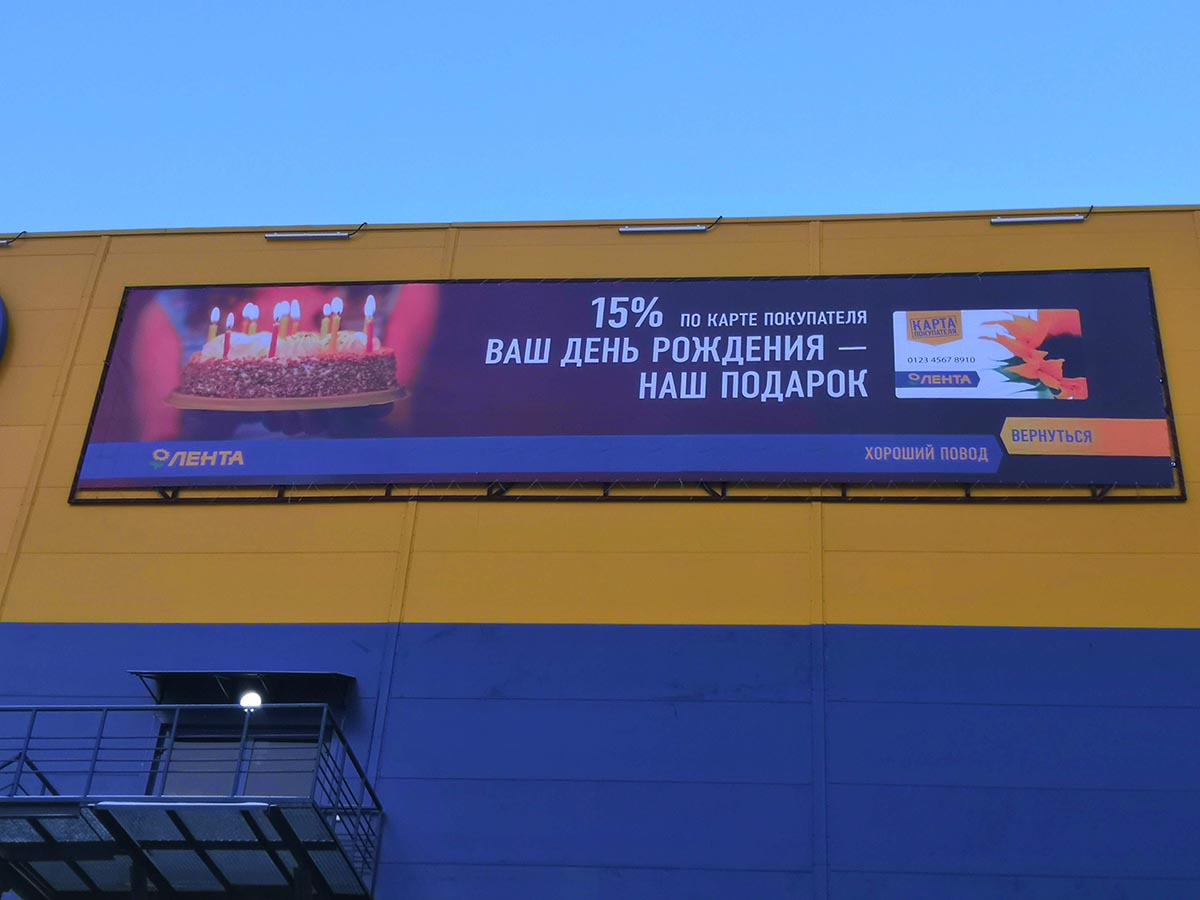 15% ПО КАРТЕ ПОКУПАТЕЛЯ
ВАШ ДЕНЬ РОЖДЕНИЯ —
НАШ ПОДАРОК
КАРТА
ПОКУПАТЕЛЯ
0123 4567 8910
ЛЕНТА
ЛЕНТА
ХОРОШИЙ ПОВОД
ВЕРНУТЬСЯ